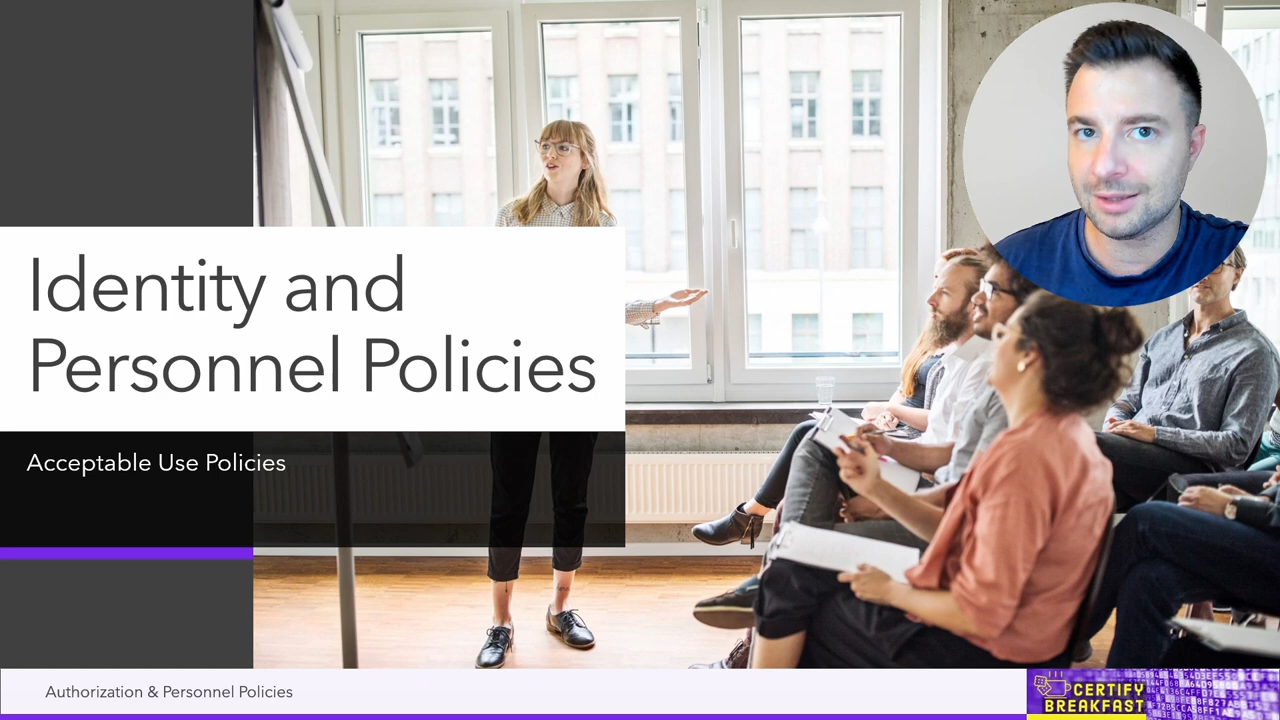 Identity and
Personnel Policies
Acceptable Use Policies
Authorization & Personnel Policies
CERTIFY
BREAKFAST